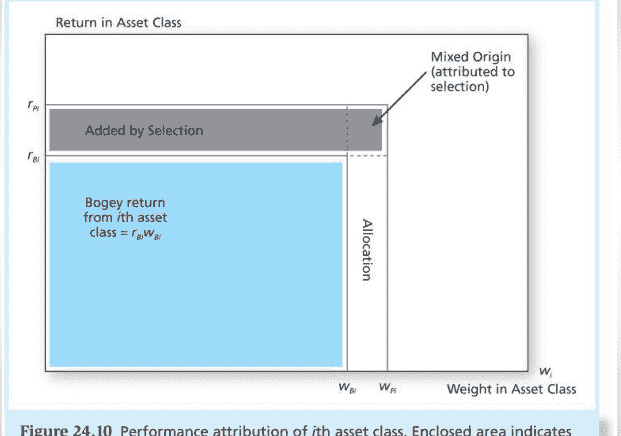 Return in Asset Class
Mixed Origin
(attributed to
selection)
r_Pi
Added by Selection
r_Bi
Bogey return
from ith asset
class = r_Bi w_Bi
Allocation
w_i
w_Bi w_Pi Weight in Asset Class
Figure 24.10 Performance attribution of ith asset class. Enclosed area indicates